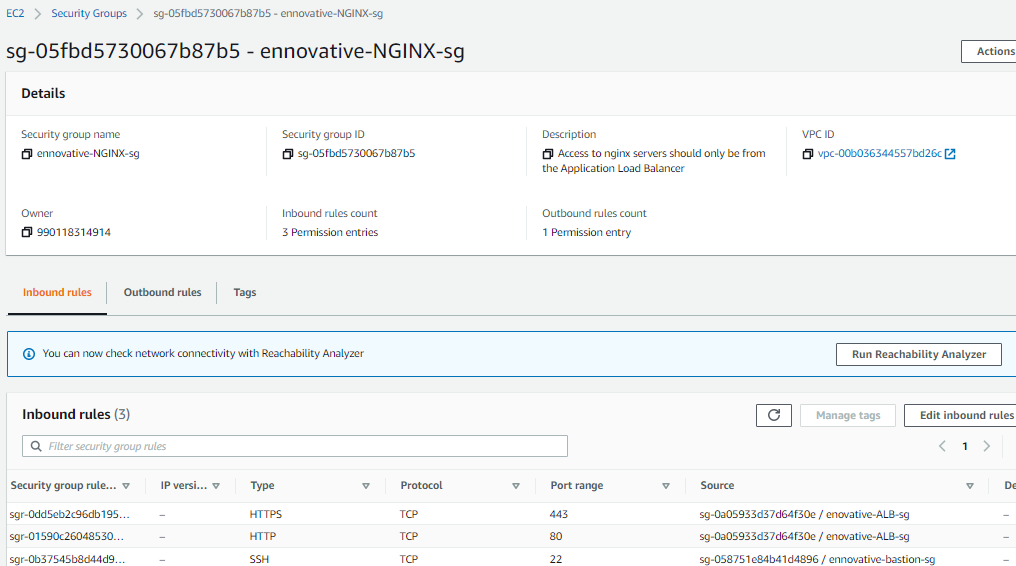 EC2 > Security Groups > sg-05fbd5730067b87b5 - ennovative-NGINX-sg
sg-05fbd5730067b87b5 - ennovative-NGINX-sg
Actions
Details
Security group name
ennovative-NGINX-sg
Security group ID
sg-05fbd5730067b87b5
Description
Access to nginx servers should only be from
the Application Load Balancer
VPC ID
vpc-00b036344557bd26c
Owner
990118314914
Inbound rules count
3 Permission entries
Outbound rules count
1 Permission entry
Inbound rules Outbound rules Tags
You can now check network connectivity with Reachability Analyzer
Run Reachability Analyzer
Inbound rules (3)
Manage tags Edit inbound rules
Filter security group rules
1
Security group rule... IP versi... Type Protocol Port range Source De
sgr-0dd5eb2c96db195... – HTTPS TCP 443 sg-0a05933d37d64f30e / enovative-ALB-sg –
sgr-01590c26048530... – HTTP TCP 80 sg-0a05933d37d64f30e / enovative-ALB-sg –
sgr-0b37545b8d44d9... – SSH TCP 22 sg-058751e84b41d4896 / ennovative-bastion-sg –